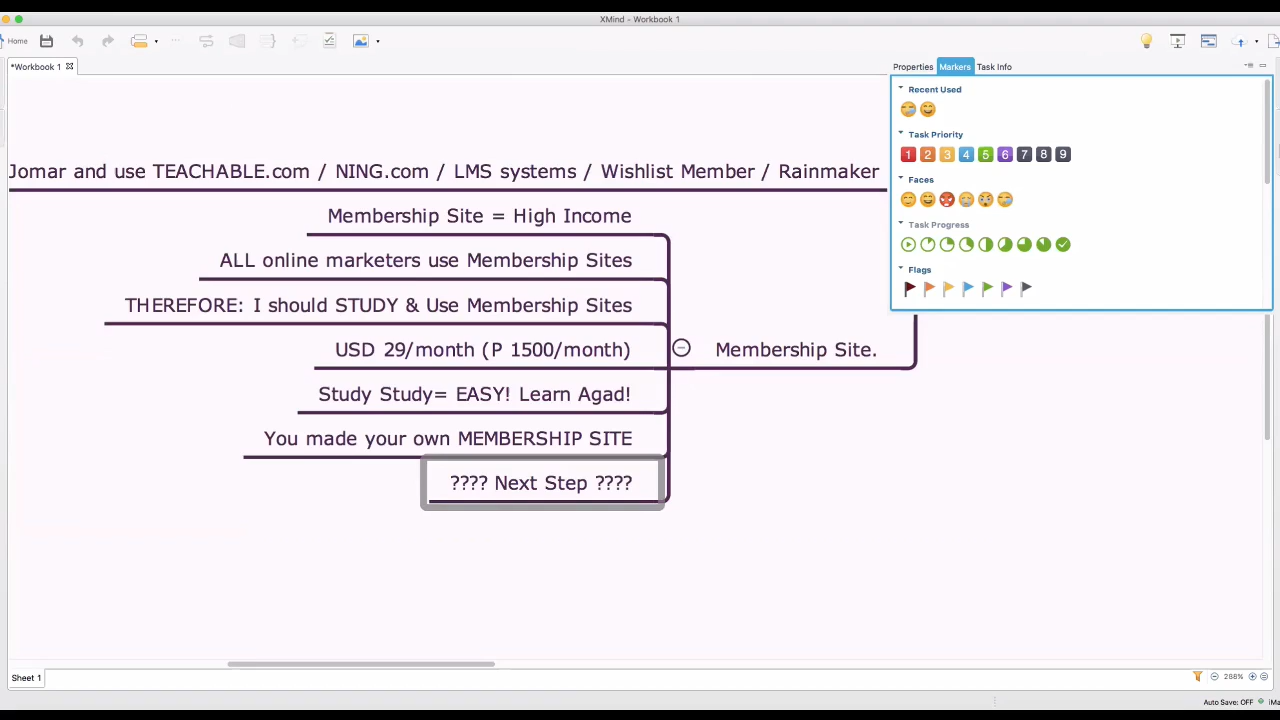 XMind - Workbook 1
Home
*Workbook 1
Properties Markers Task Info
Recent Used
Task Priority
1 2 3 4 5 6 7 8 9
Faces
Task Progress
Flags
Jomar and use TEACHABLE.com / NING.com / LMS systems / Wishlist Member / Rainmaker
Membership Site = High Income
ALL online marketers use Membership Sites
THEREFORE: I should STUDY & Use Membership Sites
USD 29/month (P 1500/month)
Membership Site.
Study Study= EASY! Learn Agad!
You made your own MEMBERSHIP SITE
???? Next Step ????
Sheet 1
288%
Auto Save: OFF
iMa